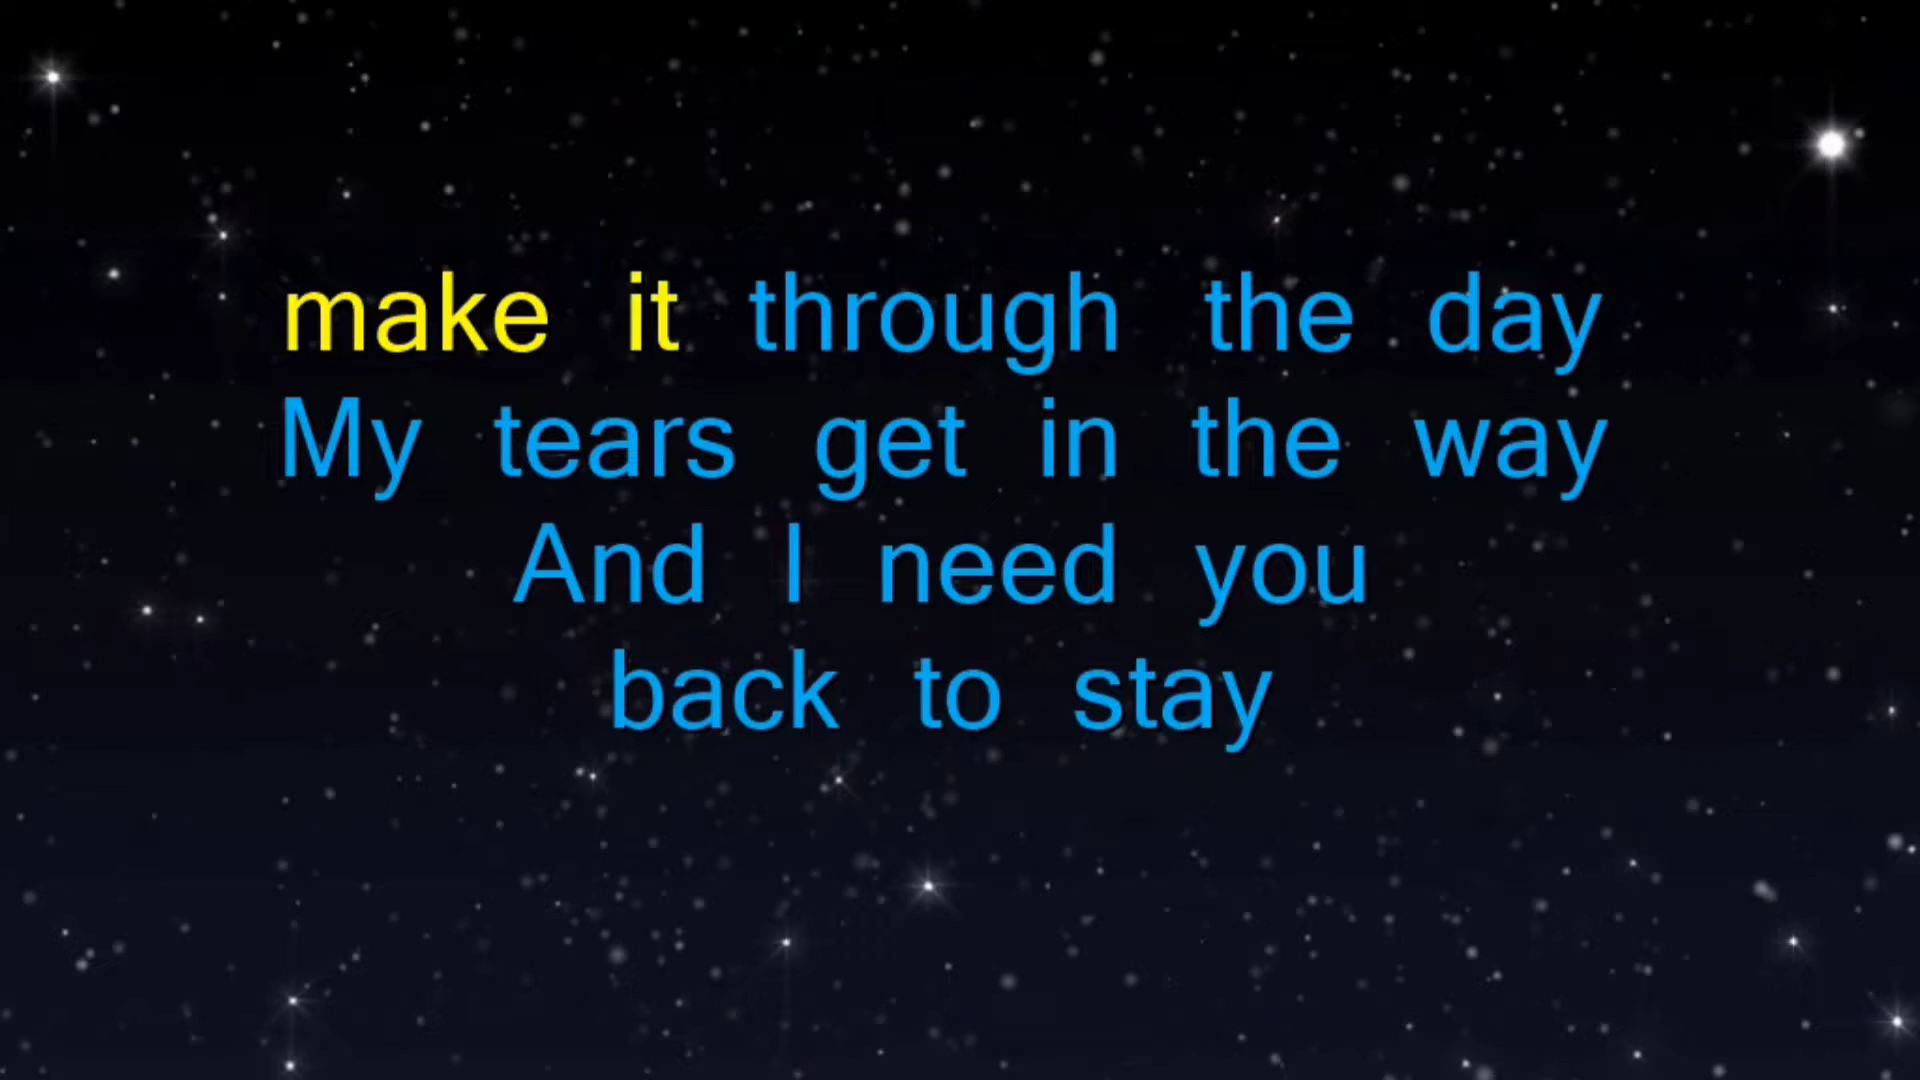 make it through the day
My tears get in the way
And I need you
back to stay